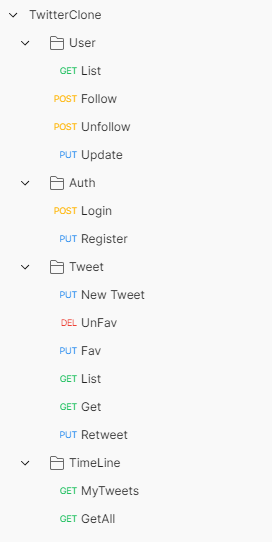 TwitterClone
User
GET List
POST Follow
POST Unfollow
PUT Update
Auth
POST Login
PUT Register
Tweet
PUT New Tweet
DEL UnFav
PUT Fav
GET List
GET Get
PUT Retweet
TimeLine
GET MyTweets
GET GetAll